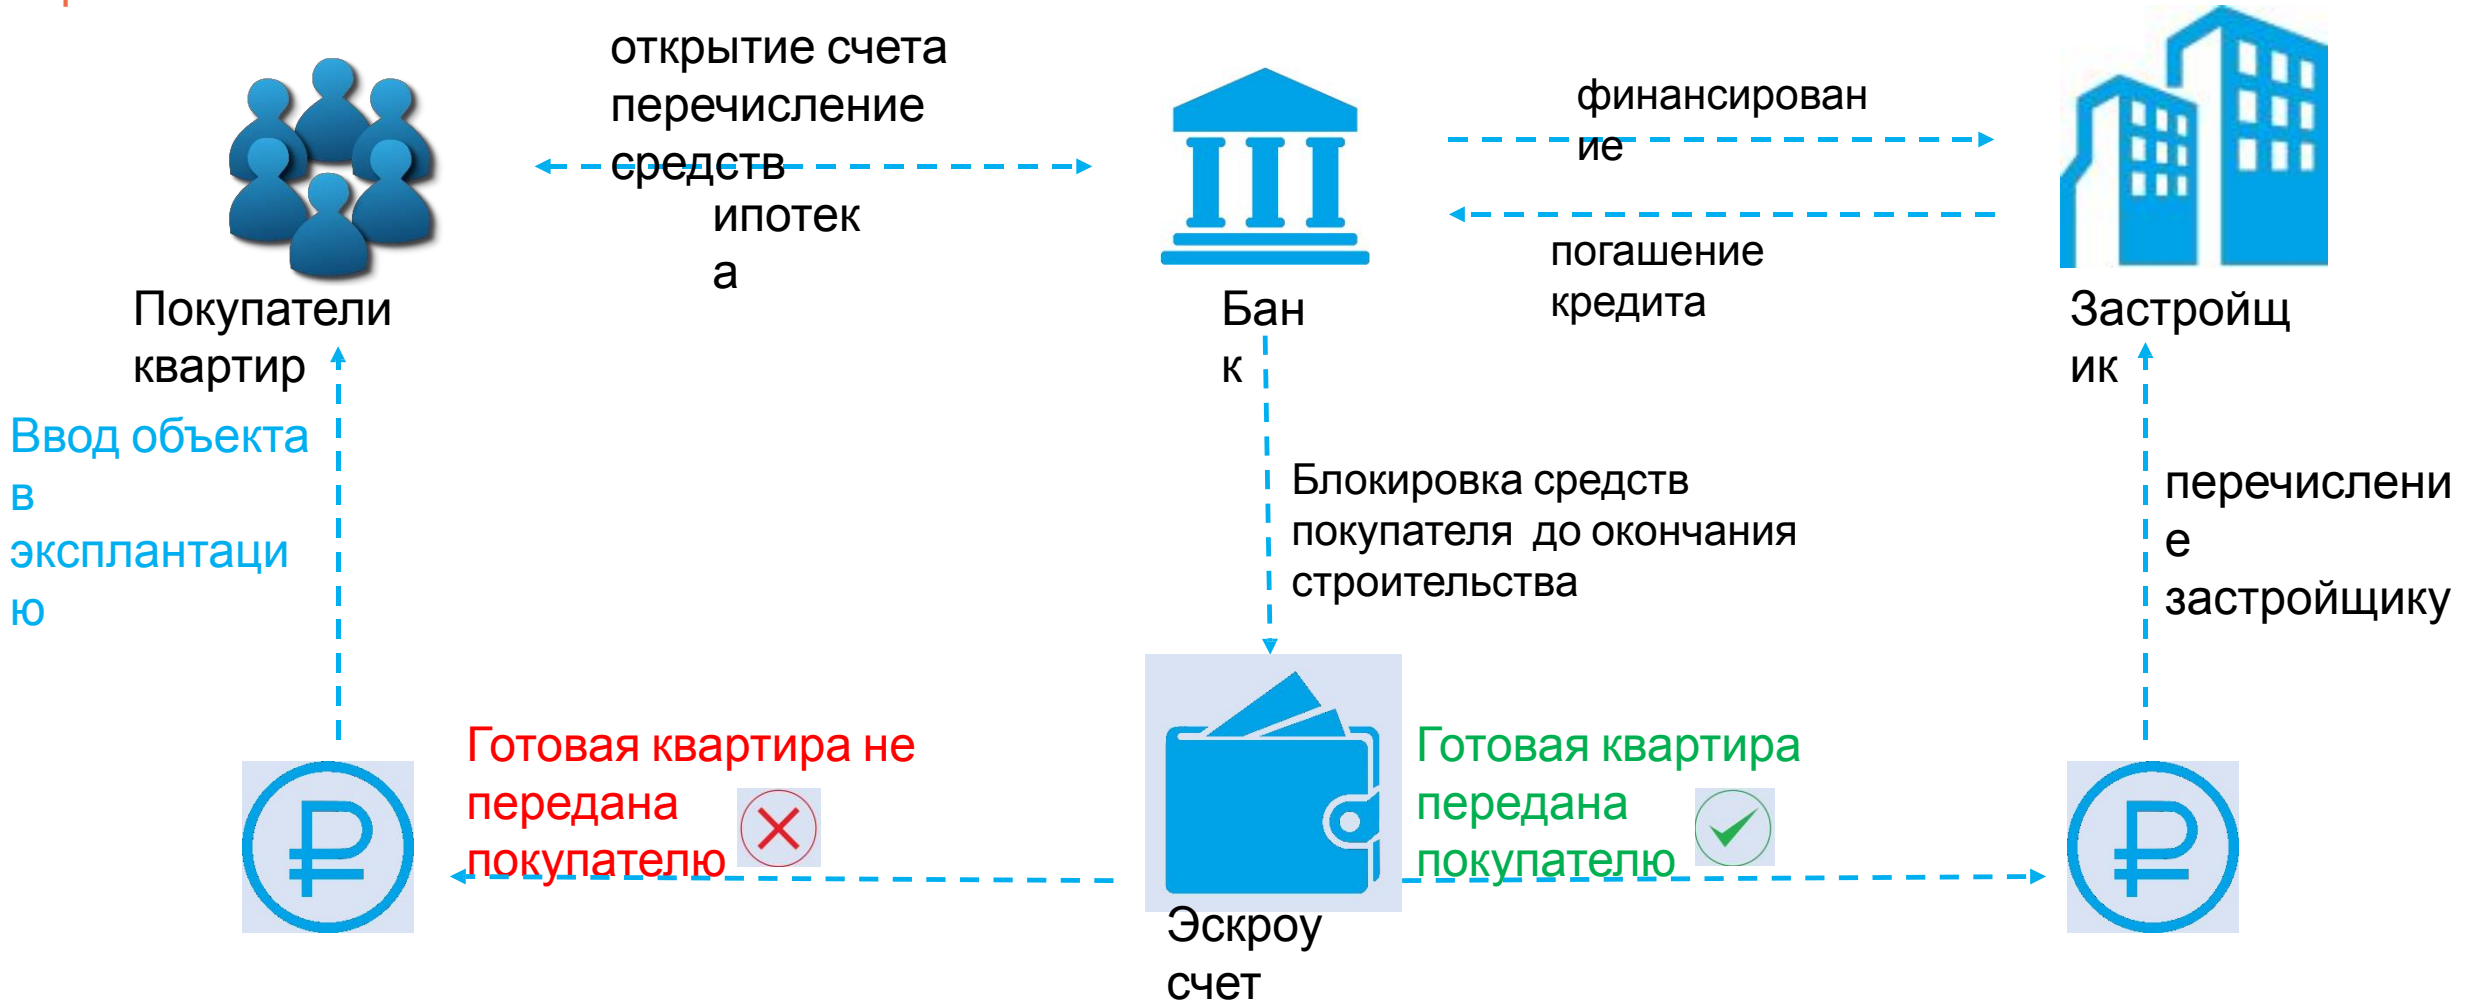 открытие счета
перечисление
средств
ипотек
а
финансирован
ие
погашение
кредита
Покупатели
квартир
Бан
к
Застройщ
ик
Ввод объекта
в
эксплантаци
ю
Блокировка средств
покупателя до окончания
строительства
перечислени
е
застройщику
Готовая квартира не
передана
покупателю
Готовая квартира
передана
покупателю
Эскроу
счет